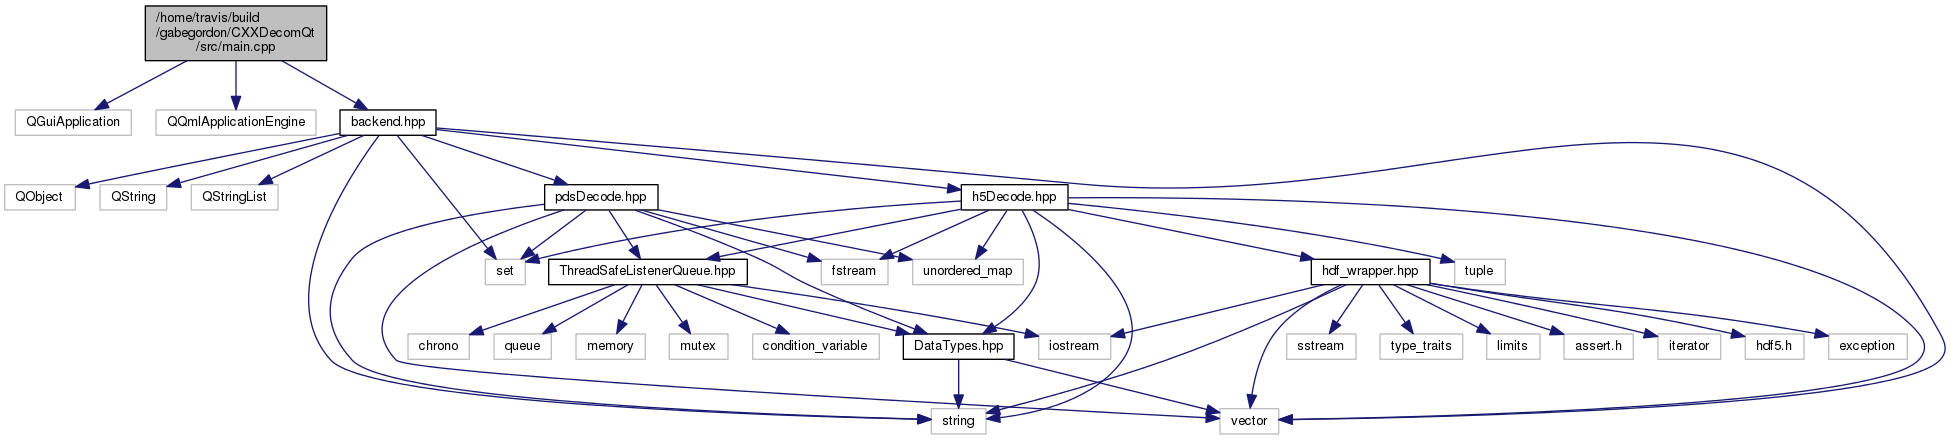 /home/travis/build
/gabegordon/CXXDecomQt
/src/main.cpp
QGuiApplication
QQmlApplicationEngine
backend.hpp
QObject
QString
QStringList
pdsDecode.hpp
h5Decode.hpp
set
ThreadSafeListenerQueue.hpp
fstream
unordered_map
hdf_wrapper.hpp
tuple
chrono
queue
memory
mutex
condition_variable
DataTypes.hpp
iostream
sstream
type_traits
limits
assert.h
iterator
hdf5.h
exception
string
vector